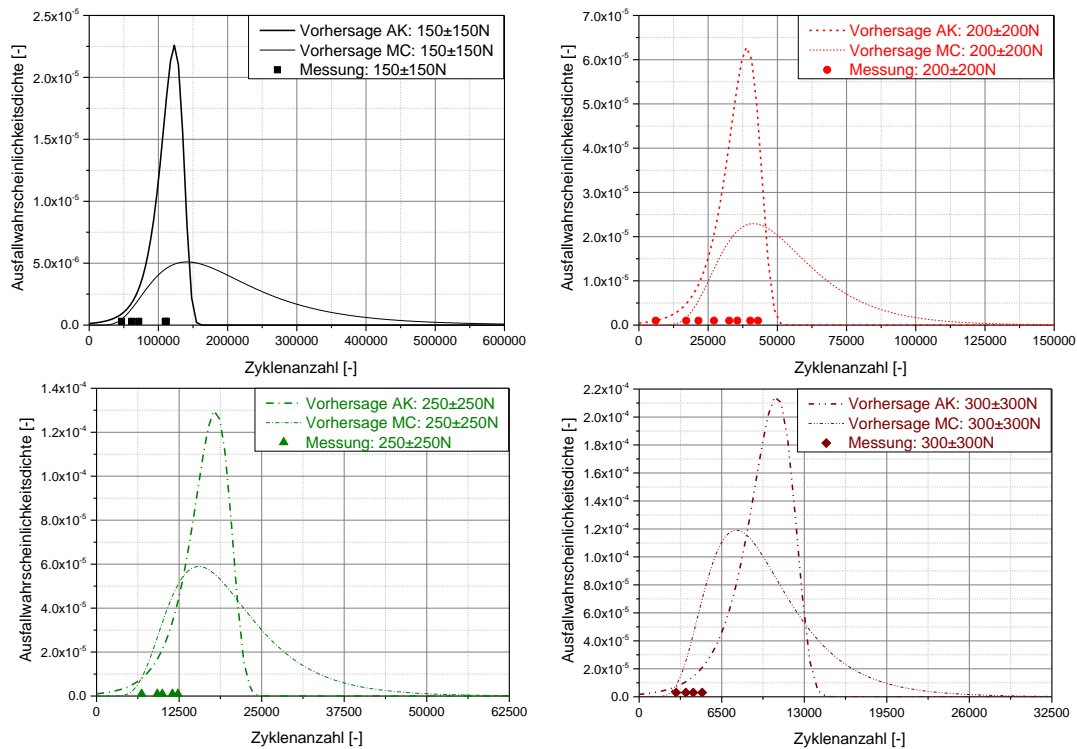 Vorhersage AK: 150±150N
Vorhersage MC: 150±150N
Messung: 150±150N
Ausfallwahrscheinlichkeitsdichte [-]
2.5x10⁻⁵
2.0x10⁻⁵
1.5x10⁻⁵
1.0x10⁻⁵
5.0x10⁻⁶
0.0
0 100000 200000 300000 400000 500000 600000
Zyklenanzahl [-]
Vorhersage AK: 200±200N
Vorhersage MC: 200±200N
Messung: 200±200N
Ausfallwahrscheinlichkeitsdichte [-]
7.0x10⁻⁵
6.0x10⁻⁵
5.0x10⁻⁵
4.0x10⁻⁵
3.0x10⁻⁵
2.0x10⁻⁵
1.0x10⁻⁵
0.0
0 25000 50000 75000 100000 125000 150000
Zyklenanzahl [-]
Vorhersage AK: 250±250N
Vorhersage MC: 250±250N
Messung: 250±250N
Ausfallwahrscheinlichkeitsdichte [-]
1.4x10⁻⁴
1.2x10⁻⁴
1.0x10⁻⁴
8.0x10⁻⁵
6.0x10⁻⁵
4.0x10⁻⁵
2.0x10⁻⁵
0.0
0 12500 25000 37500 50000 62500
Zyklenanzahl [-]
Vorhersage AK: 300±300N
Vorhersage MC: 300±300N
Messung: 300±300N
Ausfallwahrscheinlichkeitsdichte [-]
2.2x10⁻⁴
2.0x10⁻⁴
1.8x10⁻⁴
1.6x10⁻⁴
1.4x10⁻⁴
1.2x10⁻⁴
1.0x10⁻⁴
8.0x10⁻⁵
6.0x10⁻⁵
4.0x10⁻⁵
2.0x10⁻⁵
0.0
0 6500 13000 19500 26000 32500
Zyklenanzahl [-]